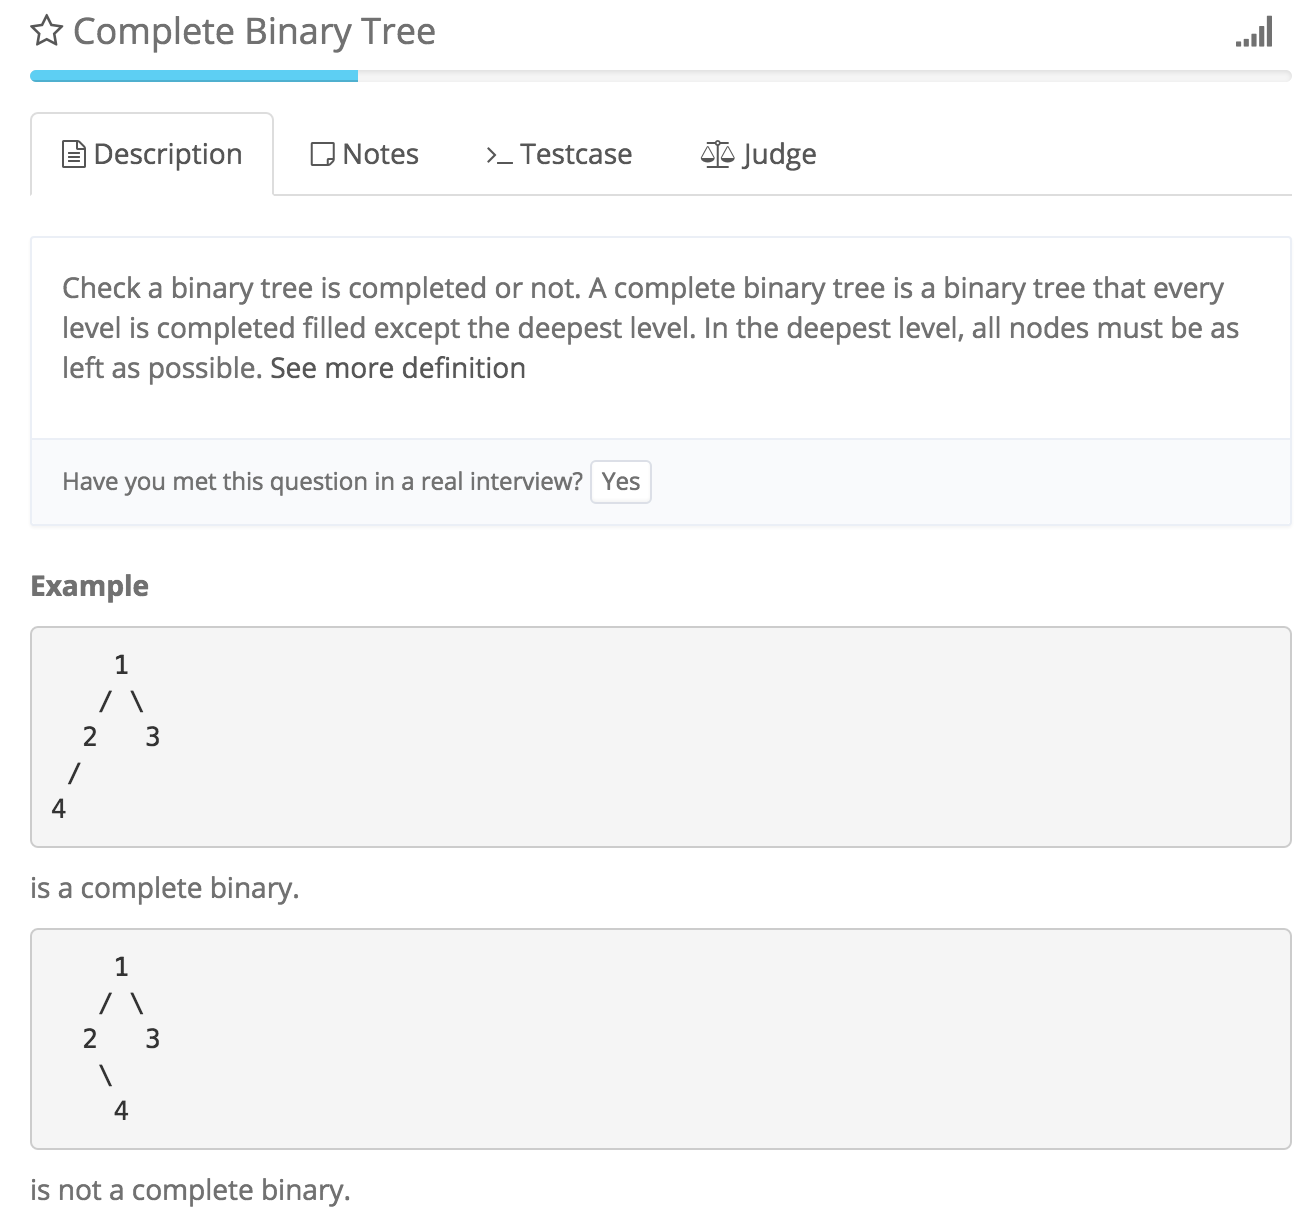 Complete Binary Tree
Description Notes >_ Testcase Judge
Check a binary tree is completed or not. A complete binary tree is a binary tree that every
level is completed filled except the deepest level. In the deepest level, all nodes must be as
left as possible. See more definition
Have you met this question in a real interview? Yes
Example
    1
   / \
  2   3
 /
4
is a complete binary.
    1
   / \
  2   3
   \
    4
is not a complete binary.